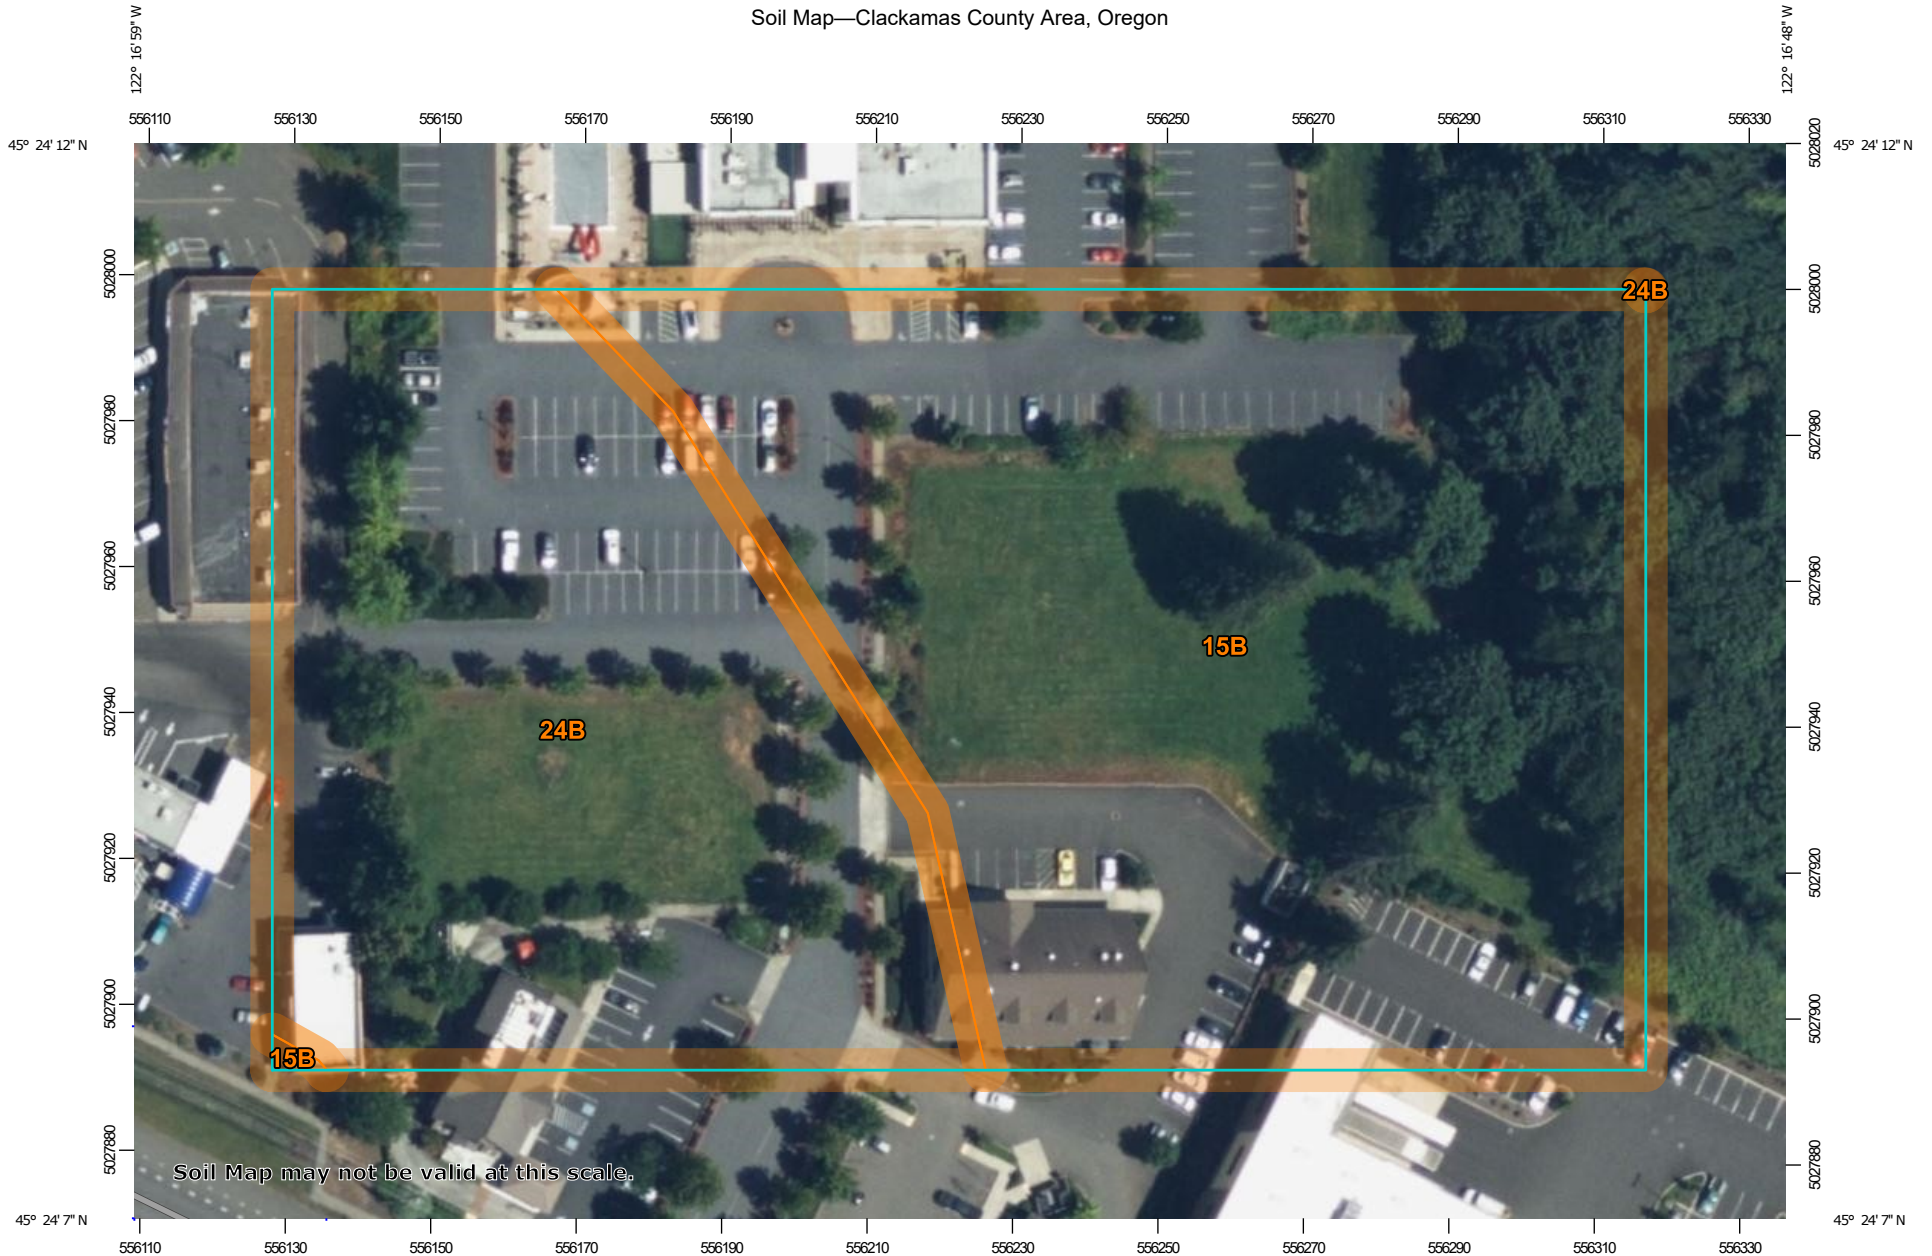 Soil Map—Clackamas County Area, Oregon
122° 16' 59'' W
122° 16' 48'' W
556110 556130 556150 556170 556190 556210 556230 556250 556270 556290 556310 556330
45° 24' 12'' N
45° 24' 12'' N
5028020
5028000
5028000
24B
5027980
5027980
5027960
5027960
15B
5027940
5027940
24B
5027920
5027920
5027900
5027900
15B
5027880
5027880
Soil Map may not be valid at this scale.
45° 24' 7'' N
45° 24' 7'' N
556110 556130 556150 556170 556190 556210 556230 556250 556270 556290 556310 556330